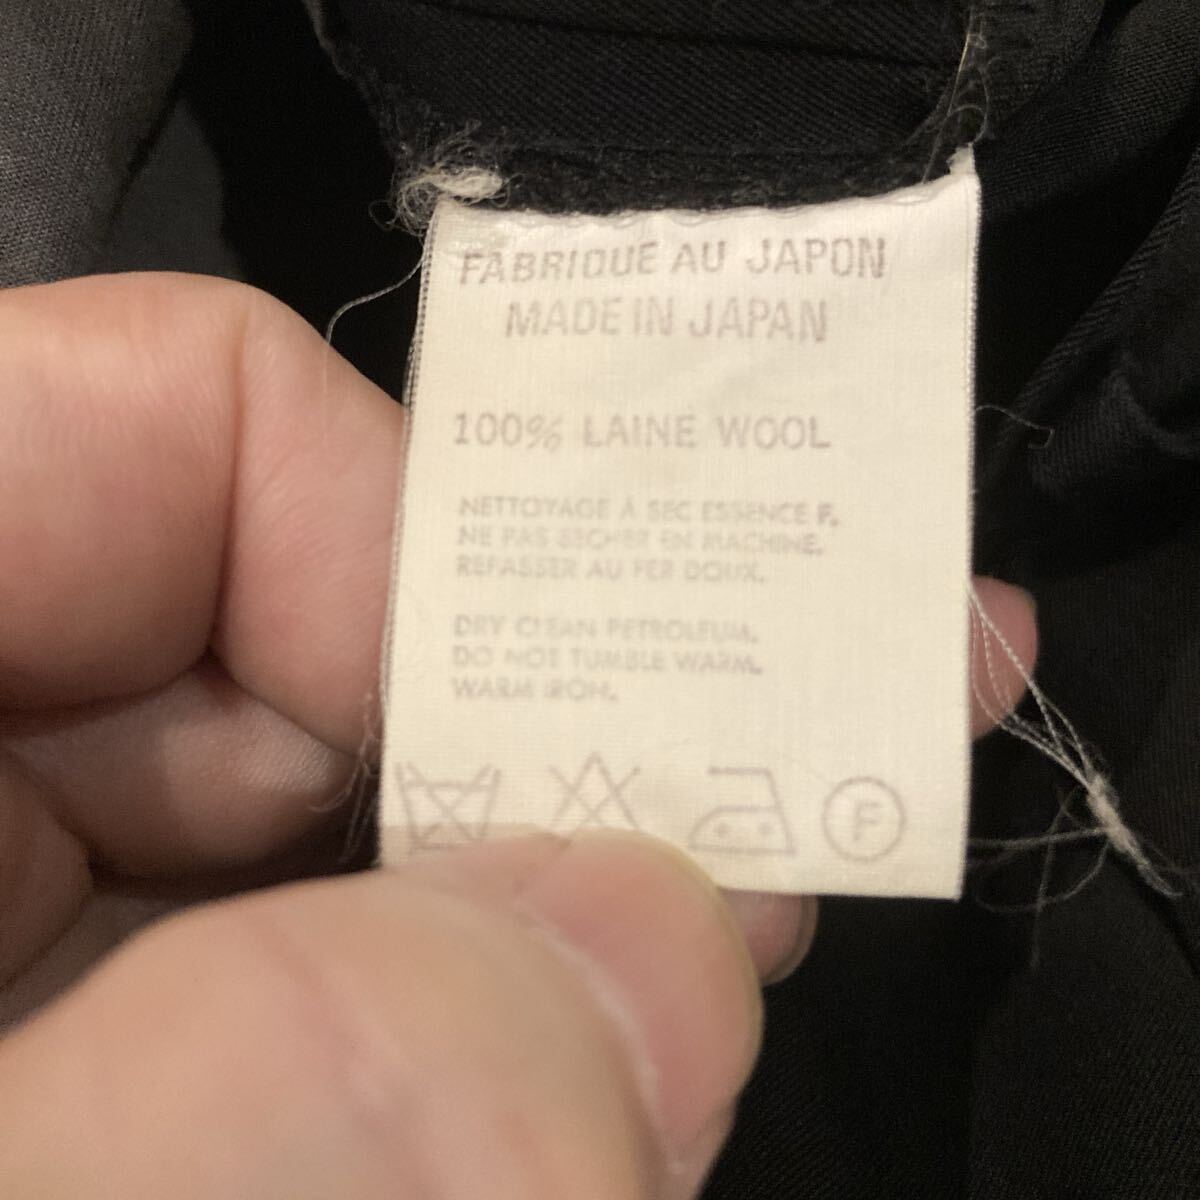 FABRIQUE AU JAPON
MADE IN JAPAN
100% LAINE WOOL
NETTOYAGE À SEC ESSENCE F.
NE PAS SECHER EN MACHINE.
REPASSER AU FER DOUX.
DRY CLEAN PETROLEUM.
DO NOT TUMBLE WARM.
WARM IRON.
F